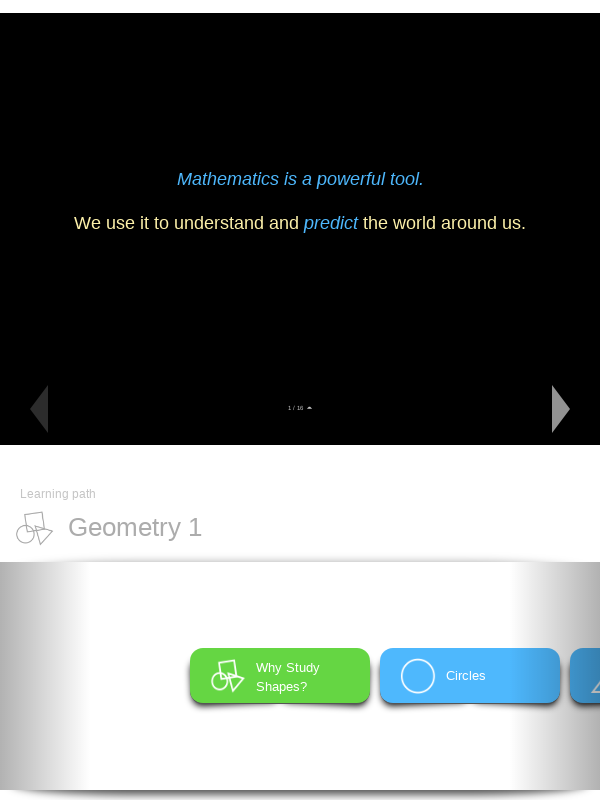 Mathematics is a powerful tool.
We use it to understand and predict the world around us.
1 / 16
Learning path
Geometry 1
Why Study
Shapes?
Circles